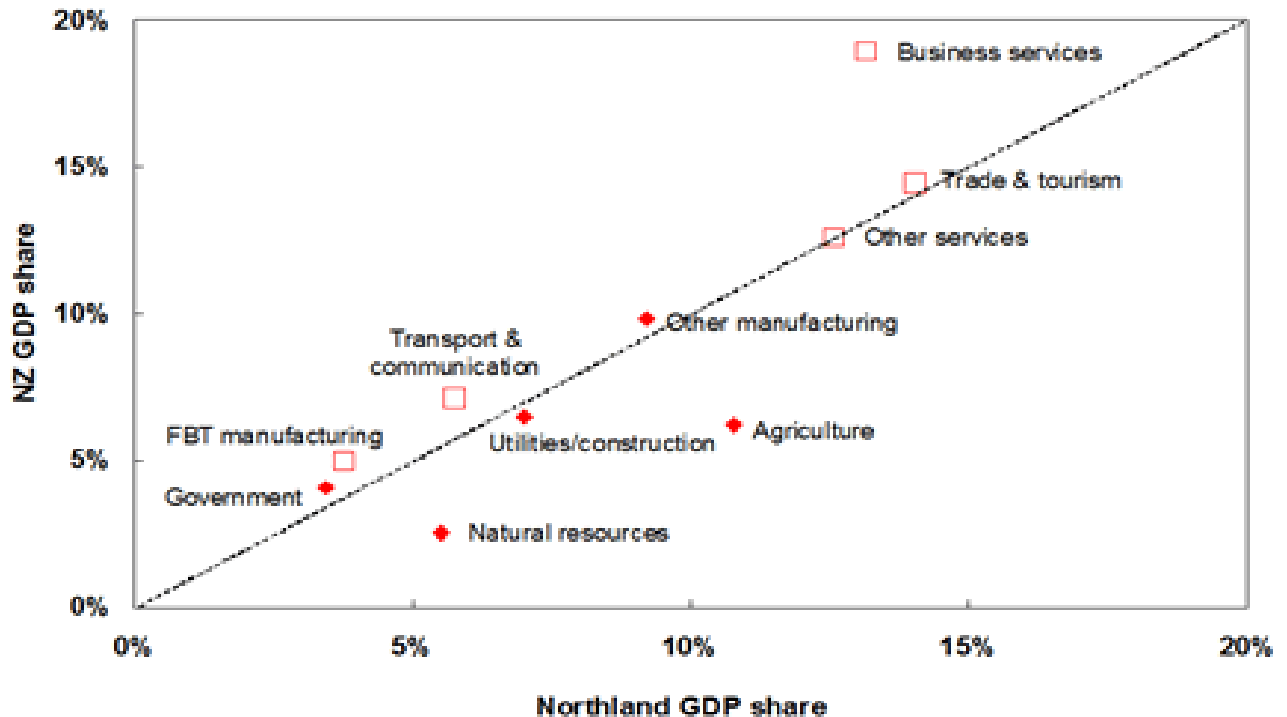 20%
Business services
15%
Trade & tourism
Other services
NZ GDP share
10%
Other manufacturing
Transport &
communication
FBT manufacturing
Utilities/construction
Agriculture
5%
Government
Natural resources
0%
0%
5%
10%
15%
20%
Northland GDP share